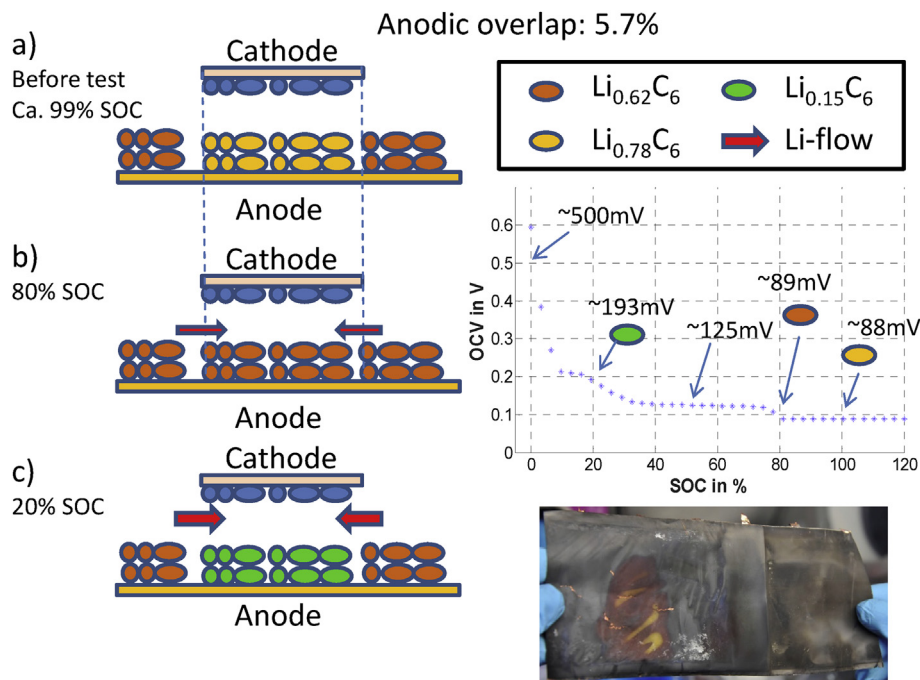 Anodic overlap: 5.7%
a)
Before test
Ca. 99% SOC
Cathode
Anode
b)
80% SOC
Cathode
Anode
c)
20% SOC
Cathode
Anode
Li0.62C6
Li0.15C6
Li0.78C6
Li-flow
OCV in V
0.6
0.5
0.4
0.3
0.2
0.1
0
~500mV
~193mV
~125mV
~89mV
~88mV
0
20
40
60
80
100
120
SOC in %